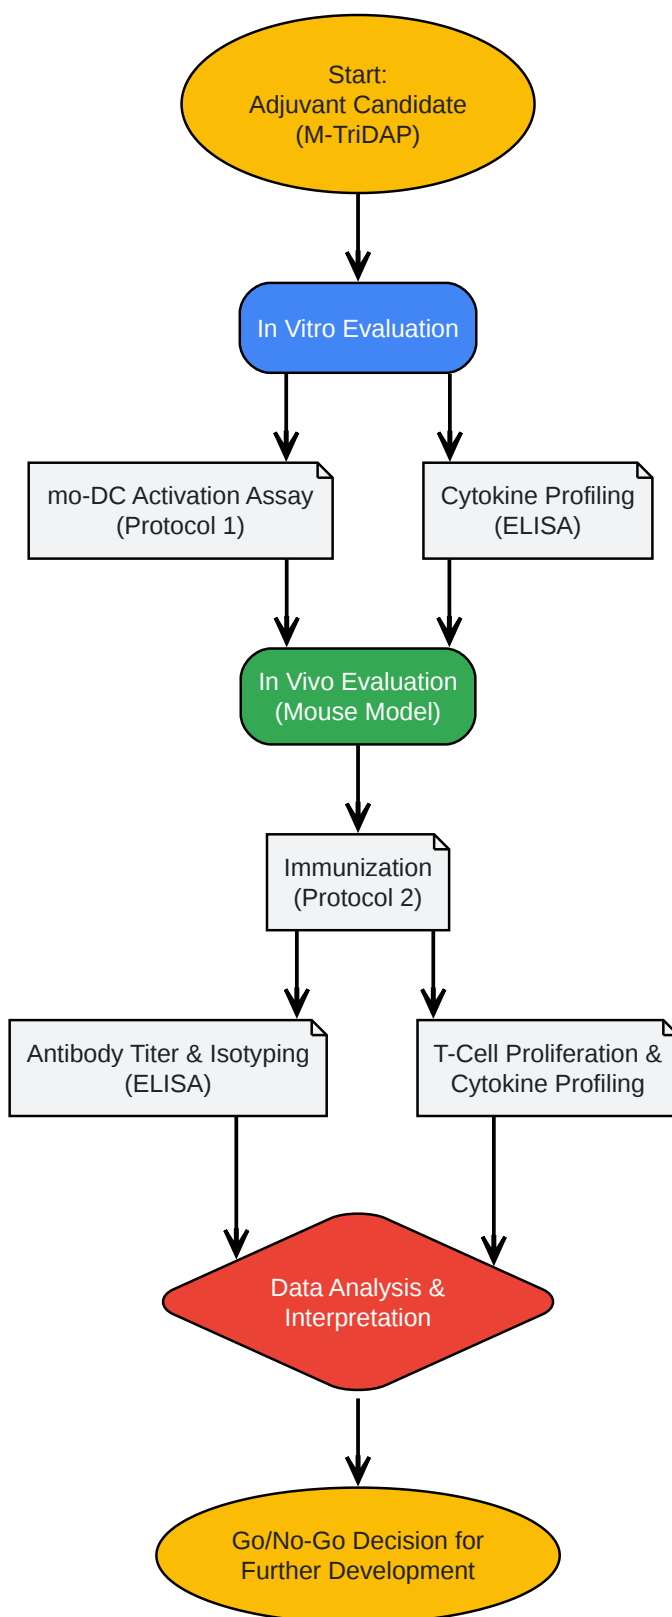 Start:
Adjuvant Candidate
(M-TriDAP)
In Vitro Evaluation
mo-DC Activation Assay
(Protocol 1)
Cytokine Profiling
(ELISA)
In Vivo Evaluation
(Mouse Model)
Immunization
(Protocol 2)
Antibody Titer & Isotyping
(ELISA)
T-Cell Proliferation &
Cytokine Profiling
Data Analysis &
Interpretation
Go/No-Go Decision for
Further Development